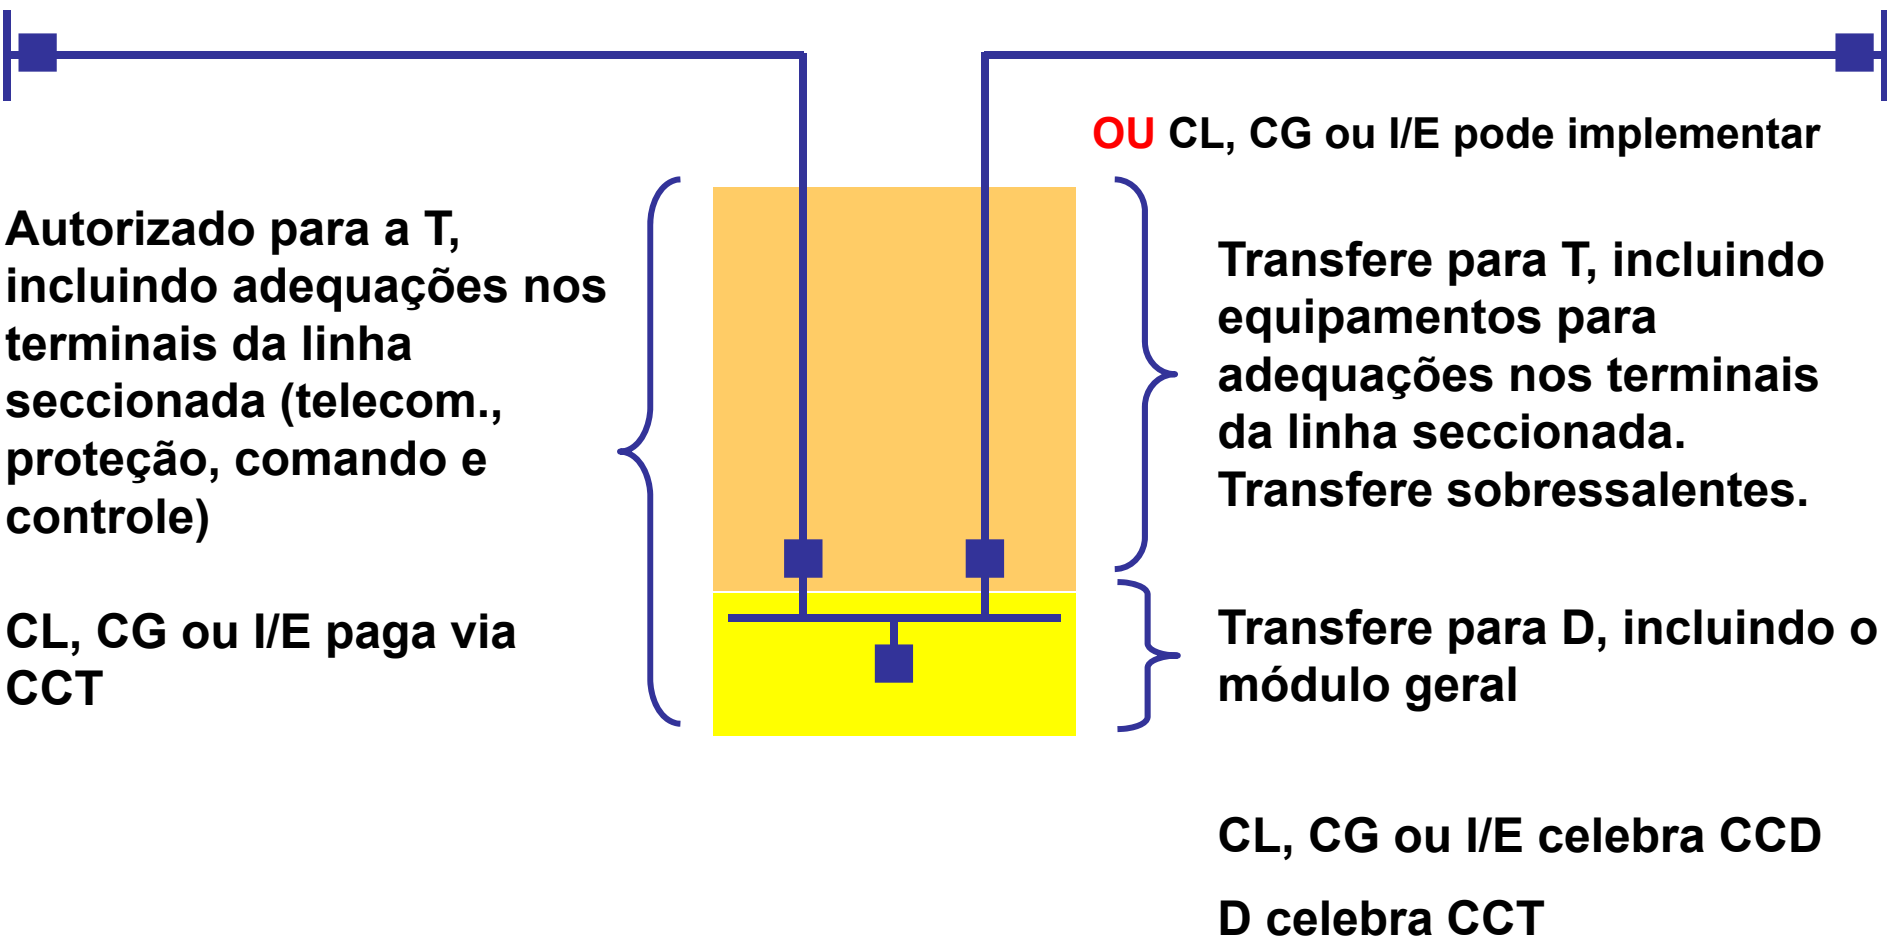 Autorizado para a T,
incluindo adequações nos
terminais da linha
seccionada (telecom.,
proteção, comando e
controle)
CL, CG ou I/E paga via
CCT
OU CL, CG ou I/E pode implementar
Transfere para T, incluindo
equipamentos para
adequações nos terminais
da linha seccionada.
Transfere sobressalentes.
Transfere para D, incluindo o
módulo geral
CL, CG ou I/E celebra CCD
D celebra CCT